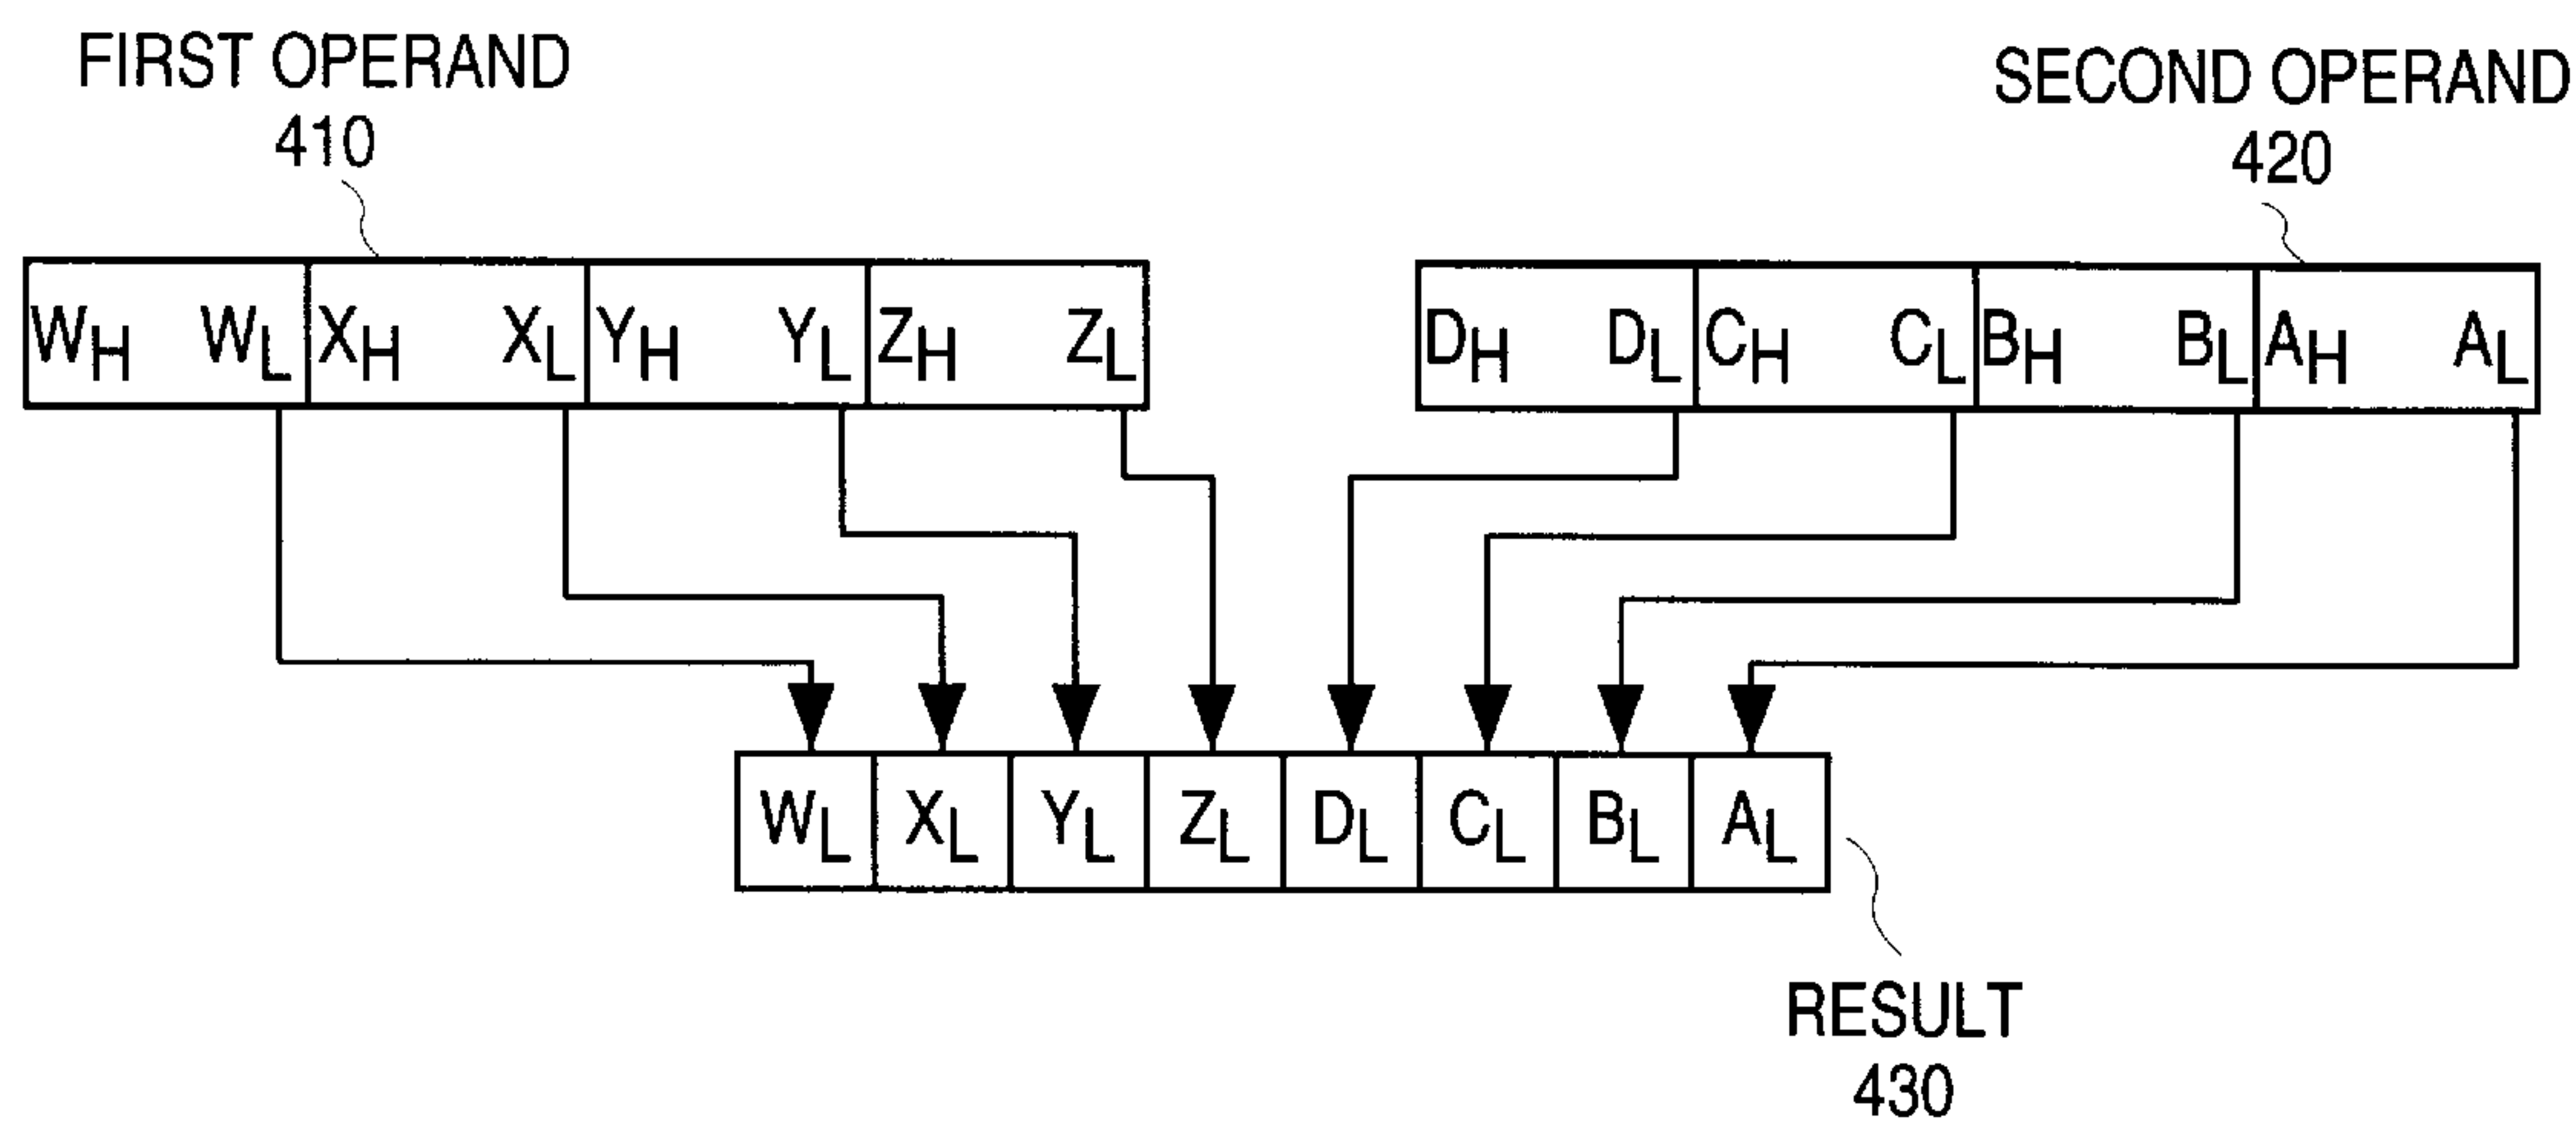 FIRST OPERAND
410
SECOND OPERAND
420
WH WL XH XL YH YL ZH ZL
DH DL CH CL BH BL AH AL
WL XL YL ZL DL CL BL AL
RESULT
430